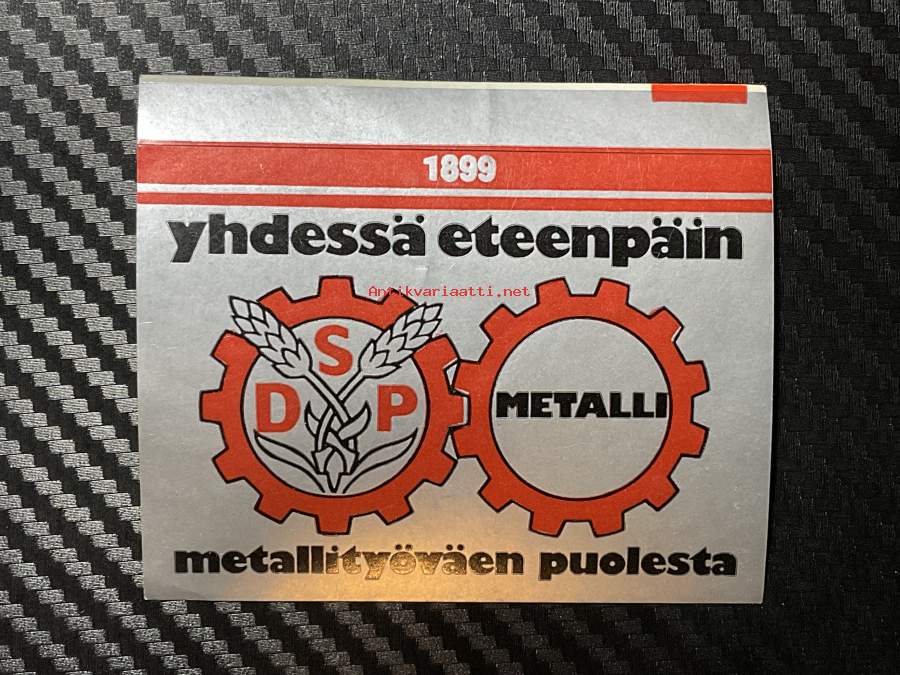 1899
yhdessä eteenpäin
Antikvariaatti.net
S
D P
METALLI
metallityöväen puolesta